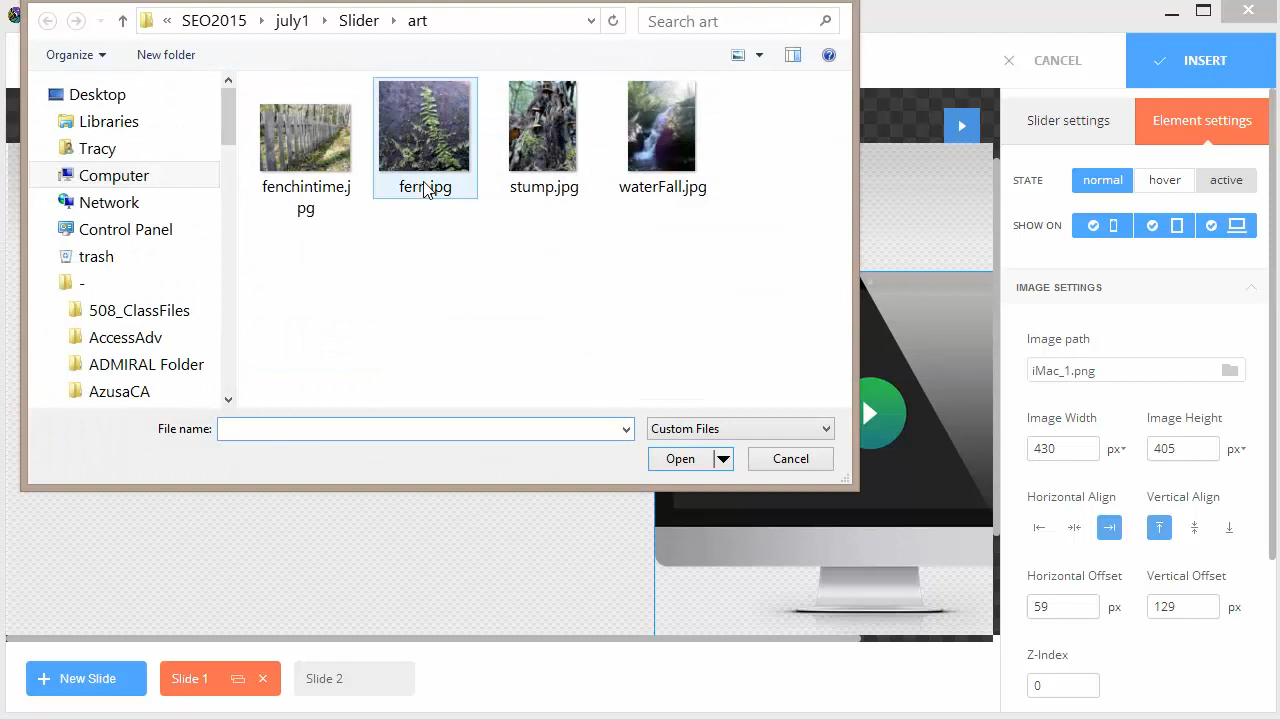 SEO2015
july1
Slider
art
Search art
Organize
New folder
CANCEL
INSERT
Desktop
Libraries
Tracy
Computer
Network
Control Panel
trash
-
508_ClassFiles
AccessAdv
ADMIRAL Folder
AzusaCA
fenchintime.j
pg
fern.jpg
stump.jpg
waterFall.jpg
File name:
Custom Files
Open
Cancel
Slider settings
Element settings
STATE
normal
hover
active
SHOW ON
IMAGE SETTINGS
Image path
iMac_1.png
Image Width
Image Height
430
px
405
px
Horizontal Align
Vertical Align
Horizontal Offset
Vertical Offset
59
px
129
px
Z-Index
0
New Slide
Slide 1
Slide 2